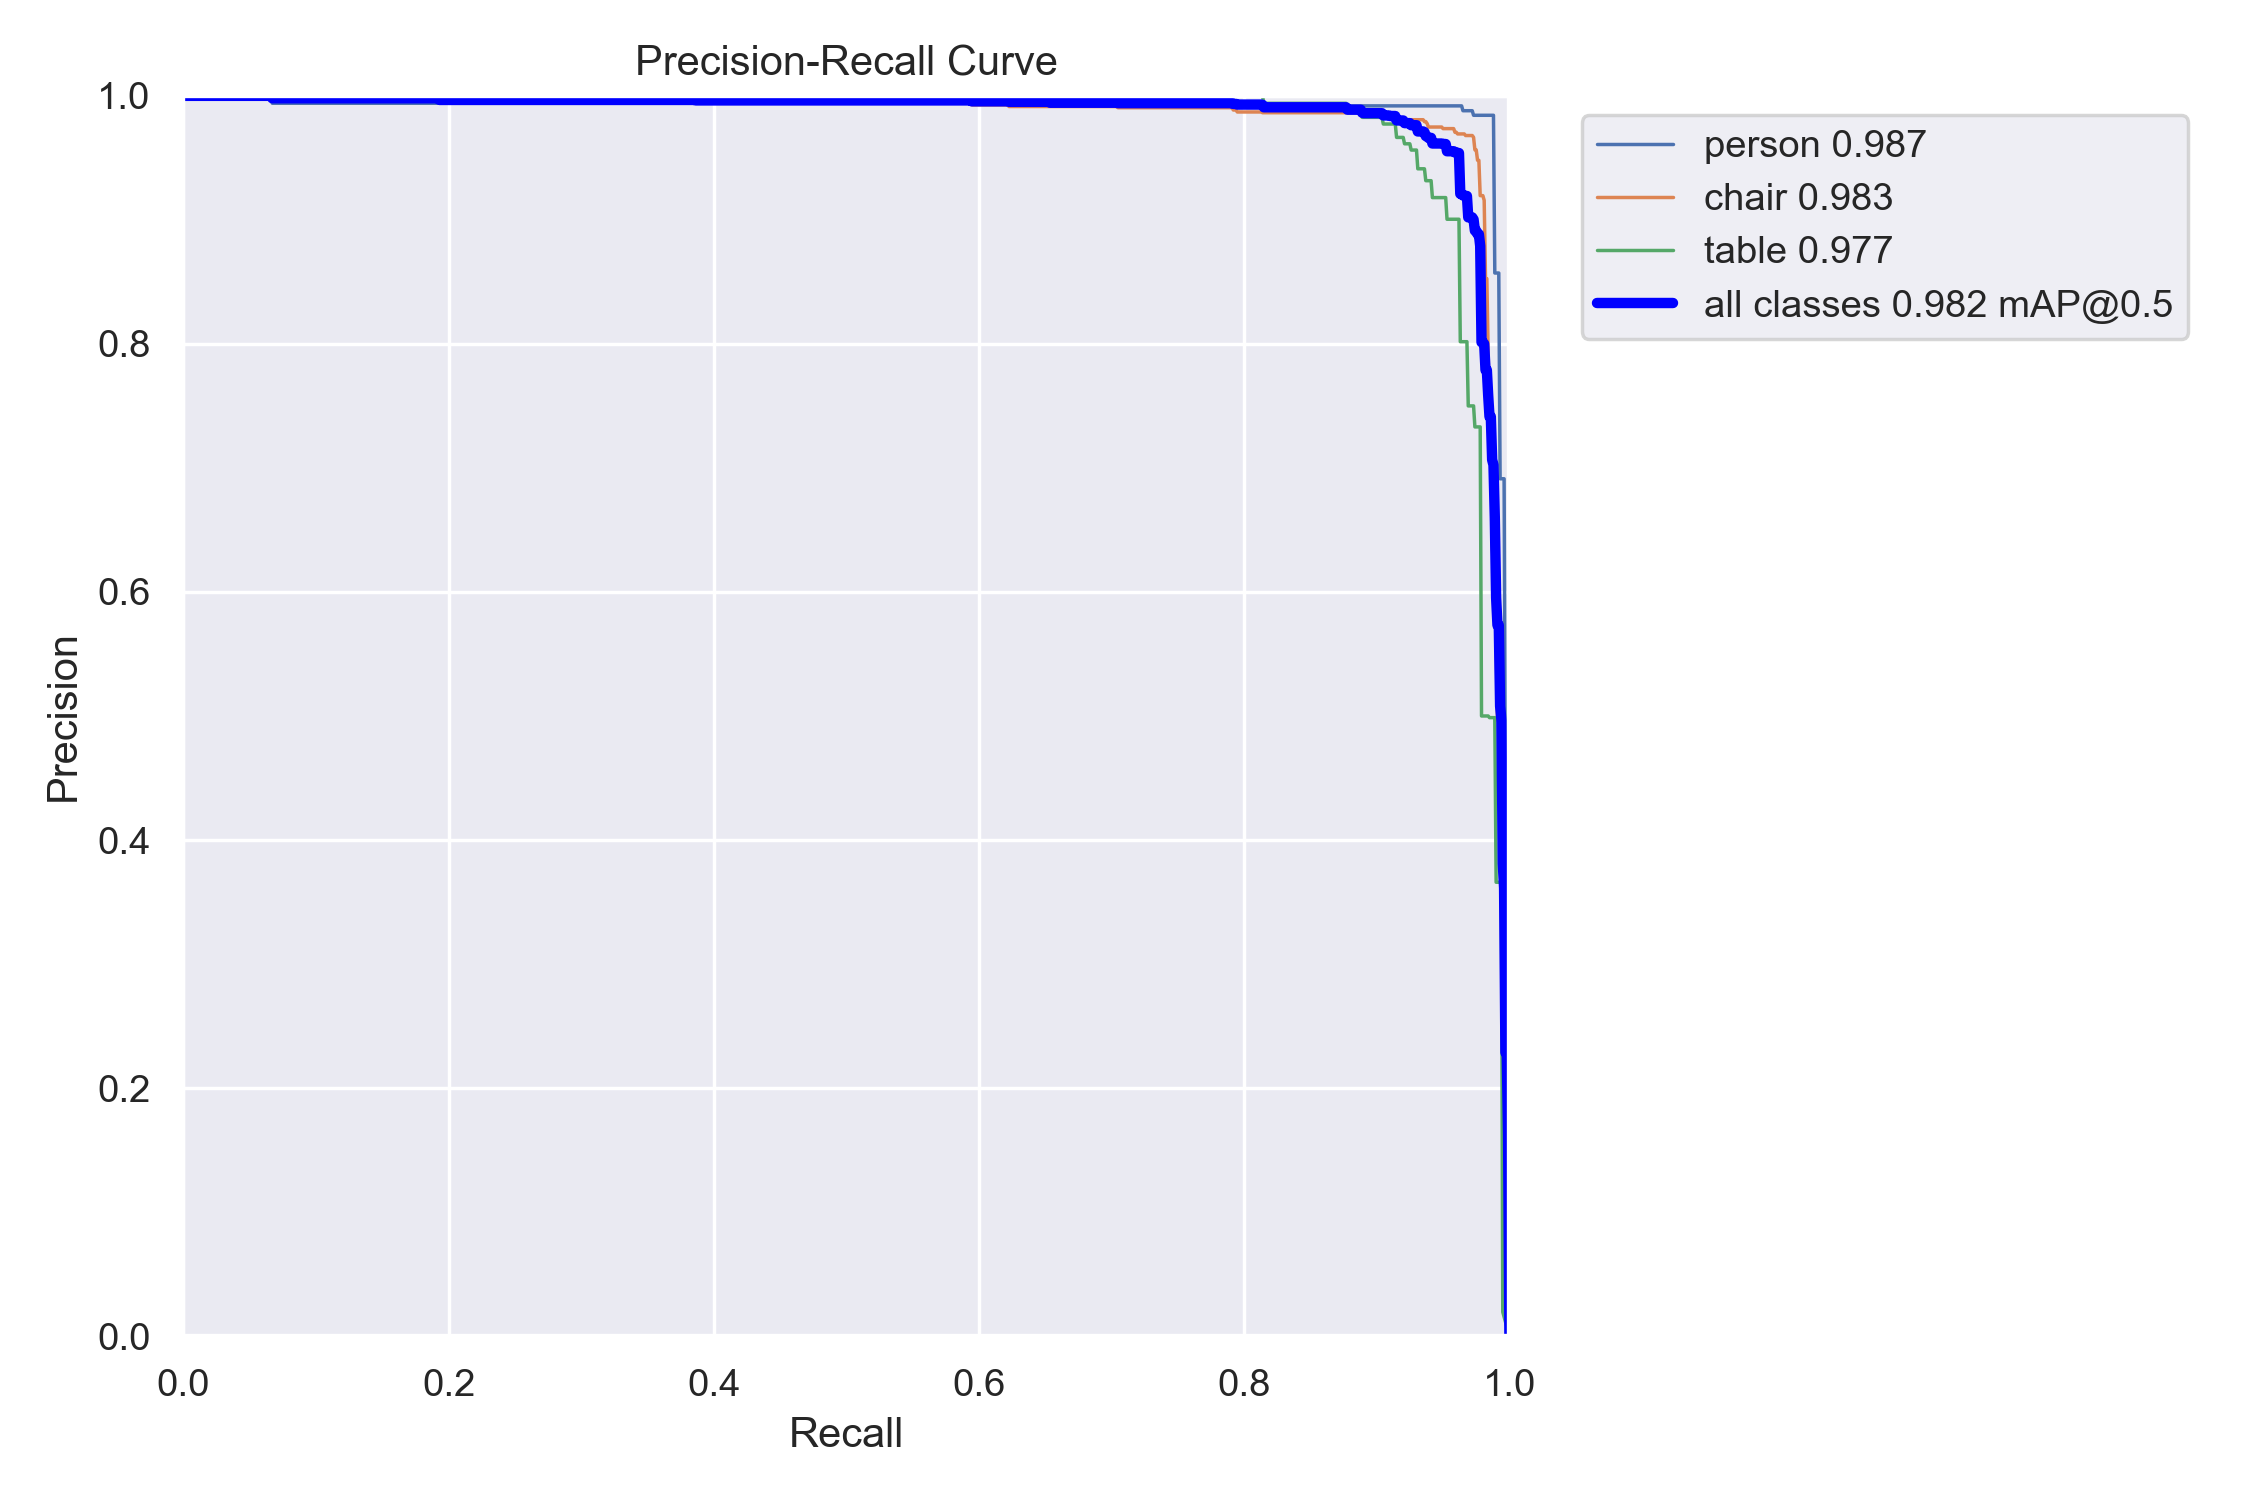 Precision-Recall Curve
1.0
0.8
0.6
0.4
0.2
0.0
Precision
0.0 0.2 0.4 0.6 0.8 1.0
Recall
person 0.987
chair 0.983
table 0.977
all classes 0.982 mAP@0.5